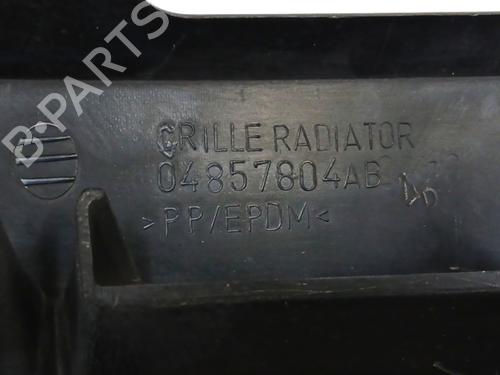 B-PARTS
GRILLE RADIATOR
04857804AB
>PP/EPDM<